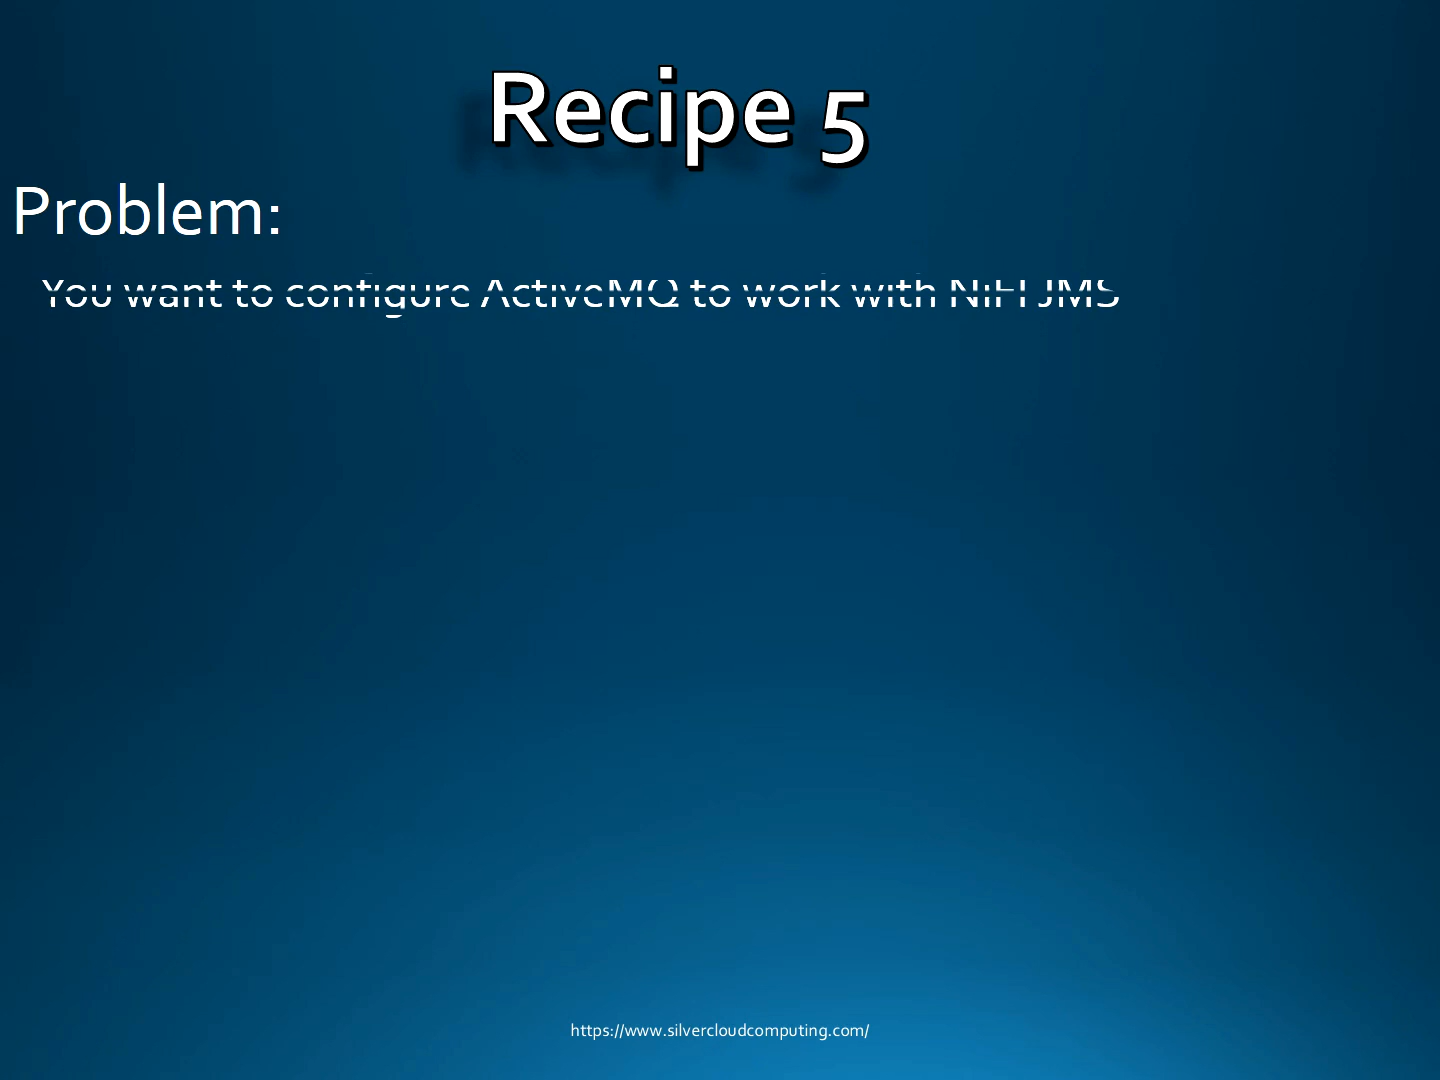 Recipe 5
Problem:
You want to configure ActiveMQ to work with NiFI JMS
https://www.silvercloudcomputing.com/